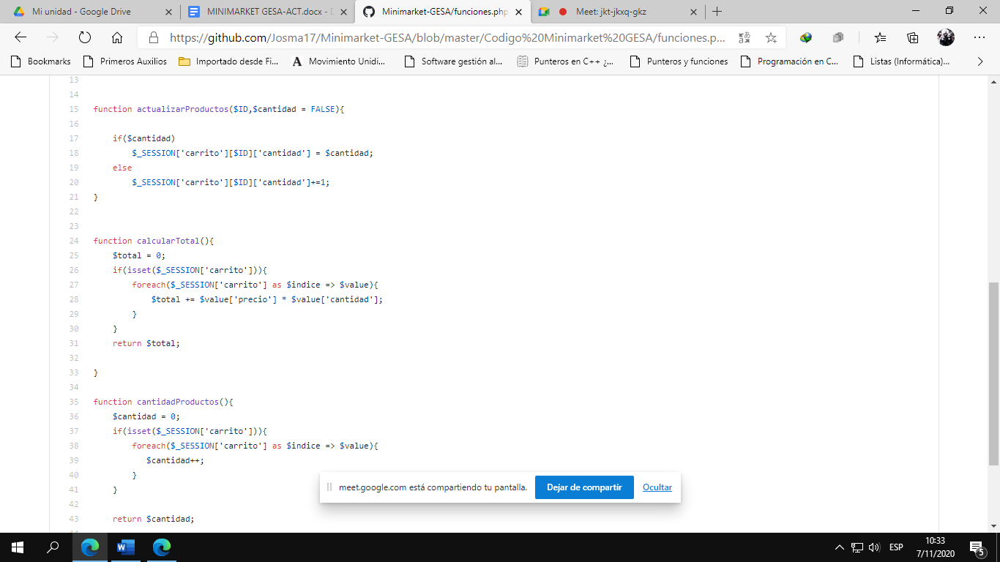 Mi unidad - Google Drive
MINIMARKET GESA-ACT.docx - D
Minimarket-GESA/funciones.php
Meet: jkt-jkxq-gkz
https://github.com/Josma17/Minimarket-GESA/blob/master/Codigo%20Minimarket%20GESA/funciones.p...
Bookmarks
Primeros Auxilios
Importado desde Fi...
A Movimiento Unidi...
Software gestión al...
Punteros en C++ ¿...
Punteros y funciones
Programación en C...
Listas (Informática)...
13
14
15 function actualizarProductos($ID,$cantidad = FALSE){
16
17 if($cantidad)
18 $_SESSION['carrito'][$ID]['cantidad'] = $cantidad;
19 else
20 $_SESSION['carrito'][$ID]['cantidad']+=1;
21 }
22
23
24 function calcularTotal(){
25 $total = 0;
26 if(isset($_SESSION['carrito'])){
27 foreach($_SESSION['carrito'] as $indice => $value){
28 $total += $value['precio'] * $value['cantidad'];
29 }
30 }
31 return $total;
32
33 }
34
35 function cantidadProductos(){
36 $cantidad = 0;
37 if(isset($_SESSION['carrito'])){
38 foreach($_SESSION['carrito'] as $indice => $value){
39 $cantidad++;
40 }
41 }
42
43 return $cantidad;
meet.google.com está compartiendo tu pantalla.
Dejar de compartir
Ocultar
ESP
10:33
7/11/2020
5